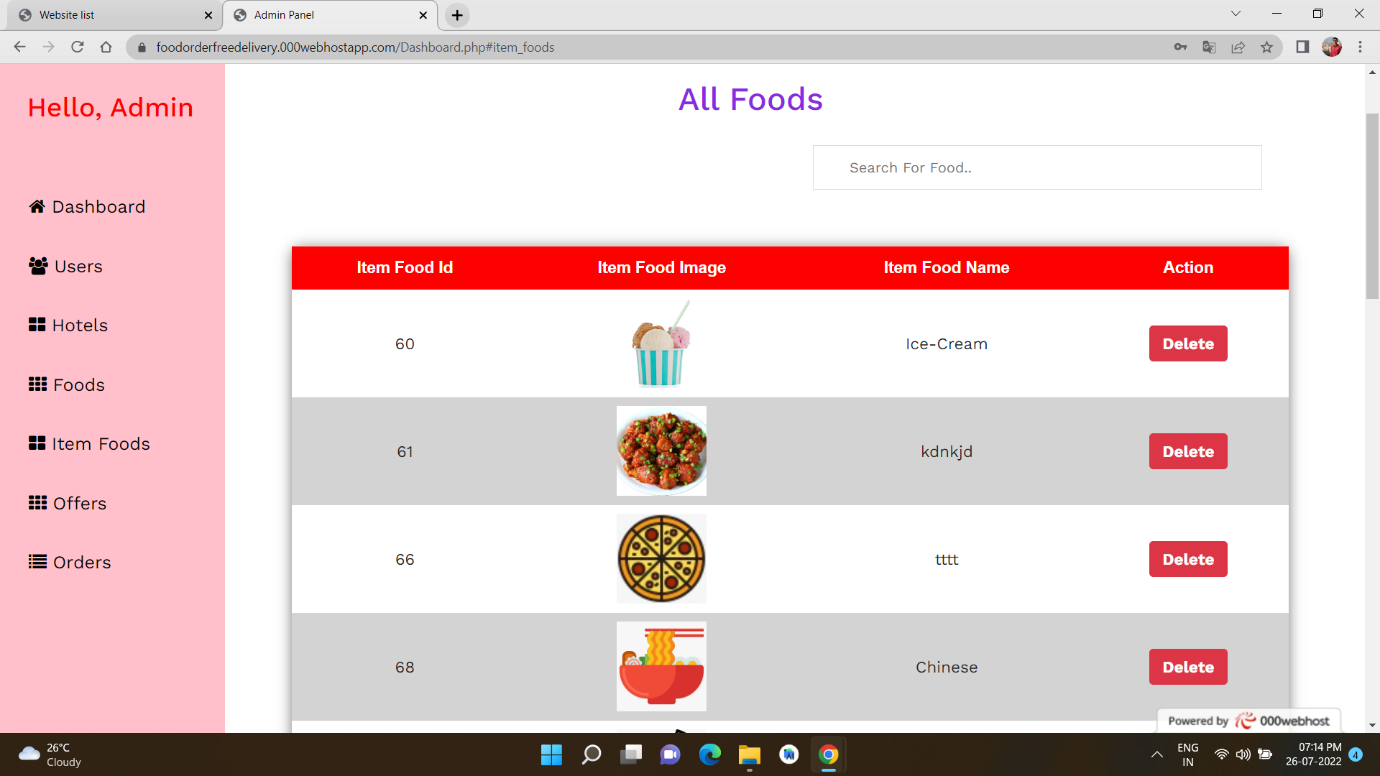 Website list
Admin Panel
foodorderfreedelivery.000webhostapp.com/Dashboard.php#item_foods
Hello, Admin
Dashboard
Users
Hotels
Foods
Item Foods
Offers
Orders
All Foods
Search For Food..
Item Food Id Item Food Image Item Food Name Action
60 Ice-Cream Delete
61 kdnkjd Delete
66 tttt Delete
68 Chinese Delete
Powered by 000webhost
26°C
Cloudy
ENG
IN
07:14 PM
26-07-2022
4